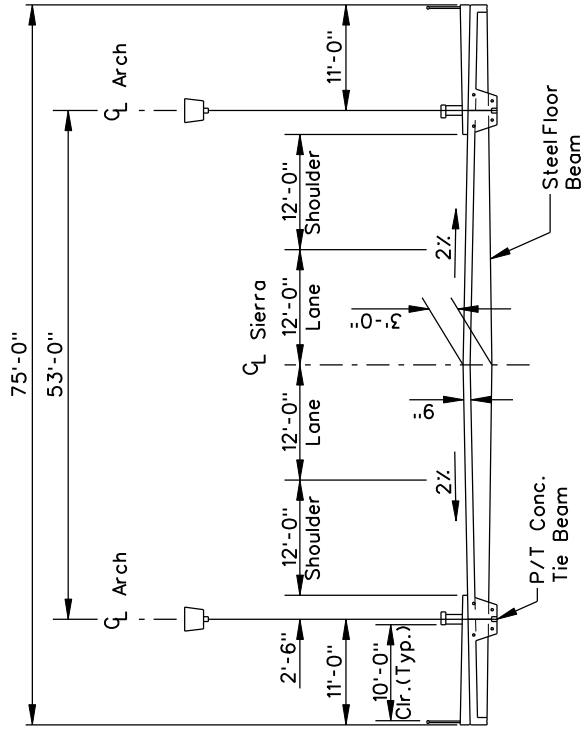 75'-0"
53'-0"
C̲L Arch
C̲L Arch
C̲L Sierra
2'-6"
12'-0"
Shoulder
12'-0"
Lane
12'-0"
Lane
12'-0"
Shoulder
11'-0"
11'-0"
10'-0"
Clr.(Typ.)
3'-0"
9"
2%
2%
P/T Conc.
Tie Beam
Steel Floor
Beam